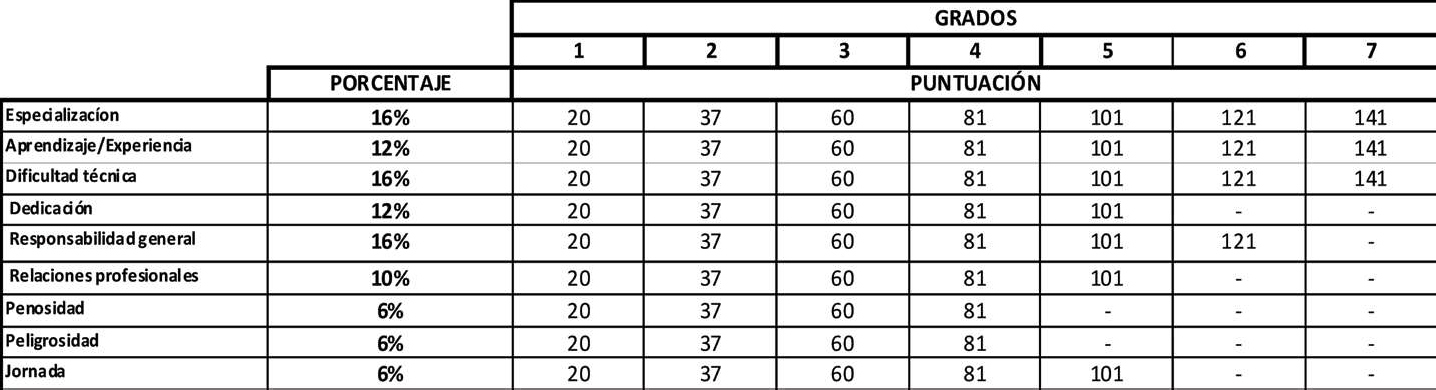 GRADOS
1 2 3 4 5 6 7
PORCENTAJE PUNTUACIÓN
Especializacíon 16% 20 37 60 81 101 121 141
Aprendizaje/Experiencia 12% 20 37 60 81 101 121 141
Dificultad técnica 16% 20 37 60 81 101 121 141
Dedicación 12% 20 37 60 81 101 - -
Responsabilidad general 16% 20 37 60 81 101 121 -
Relaciones profesionales 10% 20 37 60 81 101 - -
Penosidad 6% 20 37 60 81 - - -
Peligrosidad 6% 20 37 60 81 - - -
Jornada 6% 20 37 60 81 101 - -